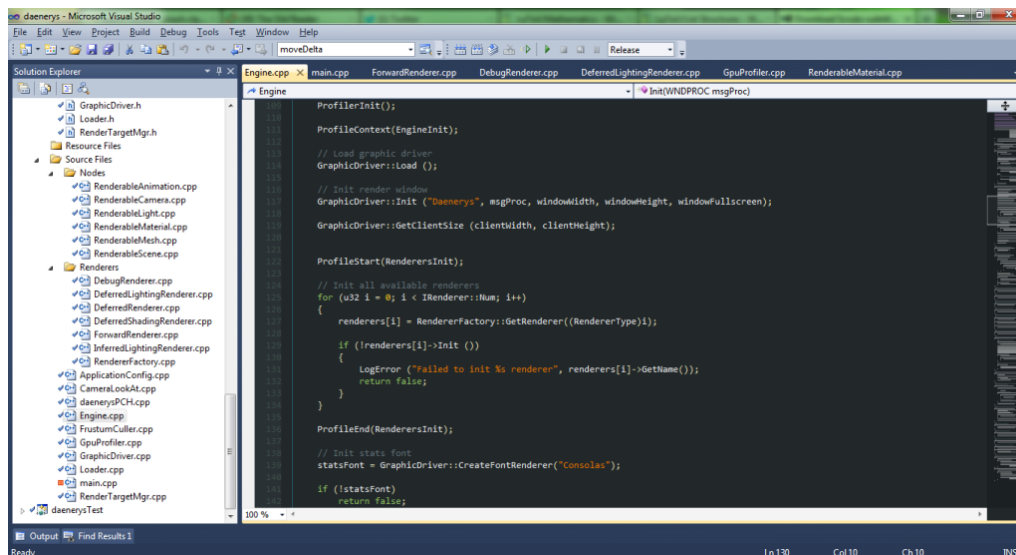 daenerys - Microsoft Visual Studio
File Edit View Project Build Debug Tools Test Window Help
moveDelta Release
Solution Explorer
GraphicDriver.h
Loader.h
RenderTargetMgr.h
Resource Files
Source Files
Nodes
RenderableAnimation.cpp
RenderableCamera.cpp
RenderableLight.cpp
RenderableMaterial.cpp
RenderableMesh.cpp
RenderableScene.cpp
Renderers
DebugRenderer.cpp
DeferredLightingRenderer.cpp
DeferredRenderer.cpp
DeferredShadingRenderer.cpp
ForwardRenderer.cpp
InferredLightingRenderer.cpp
RendererFactory.cpp
ApplicationConfig.cpp
CameraLookAt.cpp
daenerysPCH.cpp
Engine.cpp
FrustumCuller.cpp
GpuProfiler.cpp
GraphicDriver.cpp
Loader.cpp
main.cpp
RenderTargetMgr.cpp
daenerysTest
Engine.cpp main.cpp ForwardRenderer.cpp DebugRenderer.cpp DeferredLightingRenderer.cpp GpuProfiler.cpp RenderableMaterial.cpp
Engine Init(WNDPROC msgProc)
109 ProfilerInit();
110
111 ProfileContext(EngineInit);
112
113 // Load graphic driver
114 GraphicDriver::Load ();
115
116 // Init render window
117 GraphicDriver::Init ("Daenerys", msgProc, windowWidth, windowHeight, windowFullscreen);
118
119 GraphicDriver::GetClientSize (clientWidth, clientHeight);
120
121
122 ProfileStart(RenderersInit);
123
124 // Init all available renderers
125 for (u32 i = 0; i < IRenderer::Num; i++)
126 {
127 renderers[i] = RendererFactory::GetRenderer((RendererType)i);
128
129 if (!renderers[i]->Init ())
130 {
131 LogError ("Failed to init %s renderer", renderers[i]->GetName());
132 return false;
133 }
134 }
135
136 ProfileEnd(RenderersInit);
137
138 // Init stats font
139 statsFont = GraphicDriver::CreateFontRenderer("Consolas");
140
141 if (!statsFont)
142 return false;
100 %
Output Find Results 1
Ready Ln 130 Col 10 Ch 10 INS